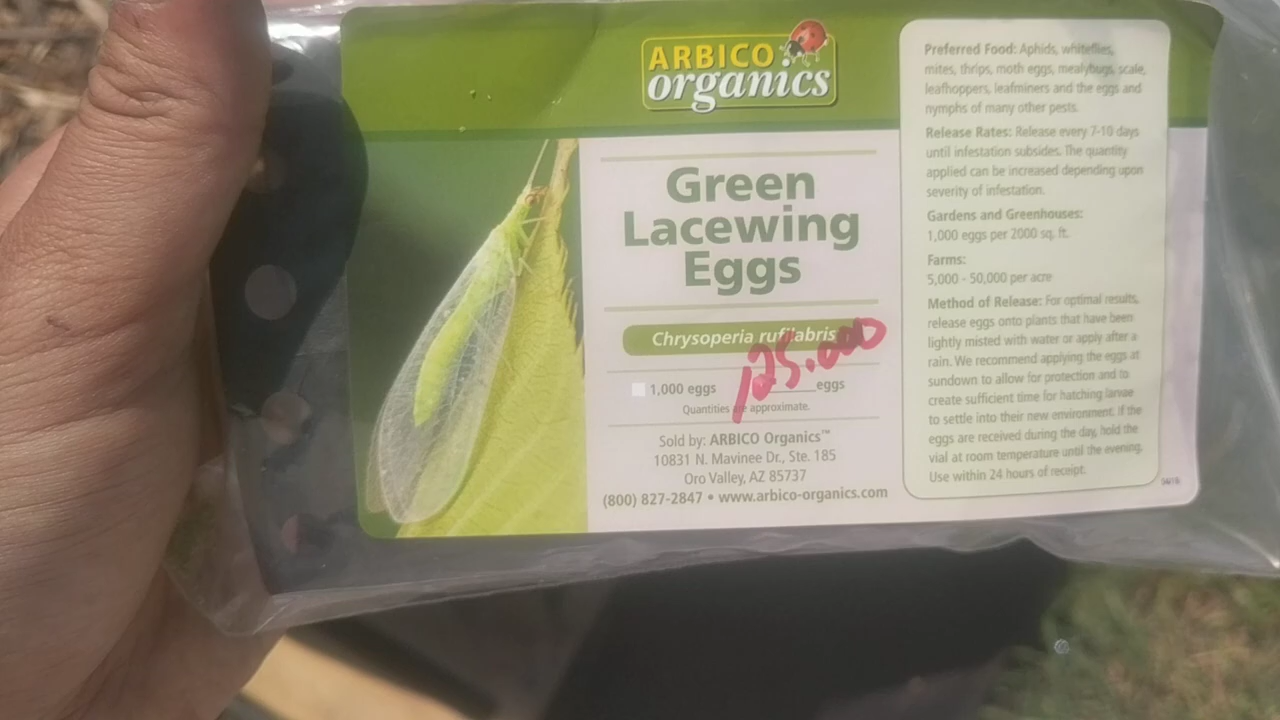 ARBICO
organics
Green
Lacewing
Eggs
Chrysoperia rufilabris
125,000
1,000 eggs
______eggs
Quantities are approximate.
Sold by: ARBICO Organics™
10831 N. Mavinee Dr., Ste. 185
Oro Valley, AZ 85737
(800) 827-2847 • www.arbico-organics.com
Preferred Food: Aphids, whiteflies,
mites, thrips, moth eggs, mealybugs, scale,
leafhoppers, leafminers and the eggs and
nymphs of many other pests.
Release Rates: Release every 7-10 days
until infestation subsides. The quantity
applied can be increased depending upon
severity of infestation.
Gardens and Greenhouses:
1,000 eggs per 2000 sq. ft.
Farms:
5,000 - 50,000 per acre
Method of Release: For optimal results,
release eggs onto plants that have been
lightly misted with water or apply after a
rain. We recommend applying the eggs at
sundown to allow for protection and to
create sufficient time for hatching larvae
to settle into their new environment. If the
eggs are received during the day, hold the
vial at room temperature until the evening.
Use within 24 hours of receipt.